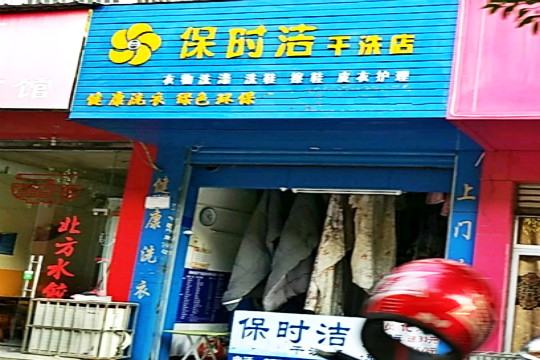 保时洁干洗店
衣物洗涤 洗鞋 擦鞋 皮衣护理
健康洗衣 绿色环保
馆
北方水饺
健康洗衣
上门
保时洁